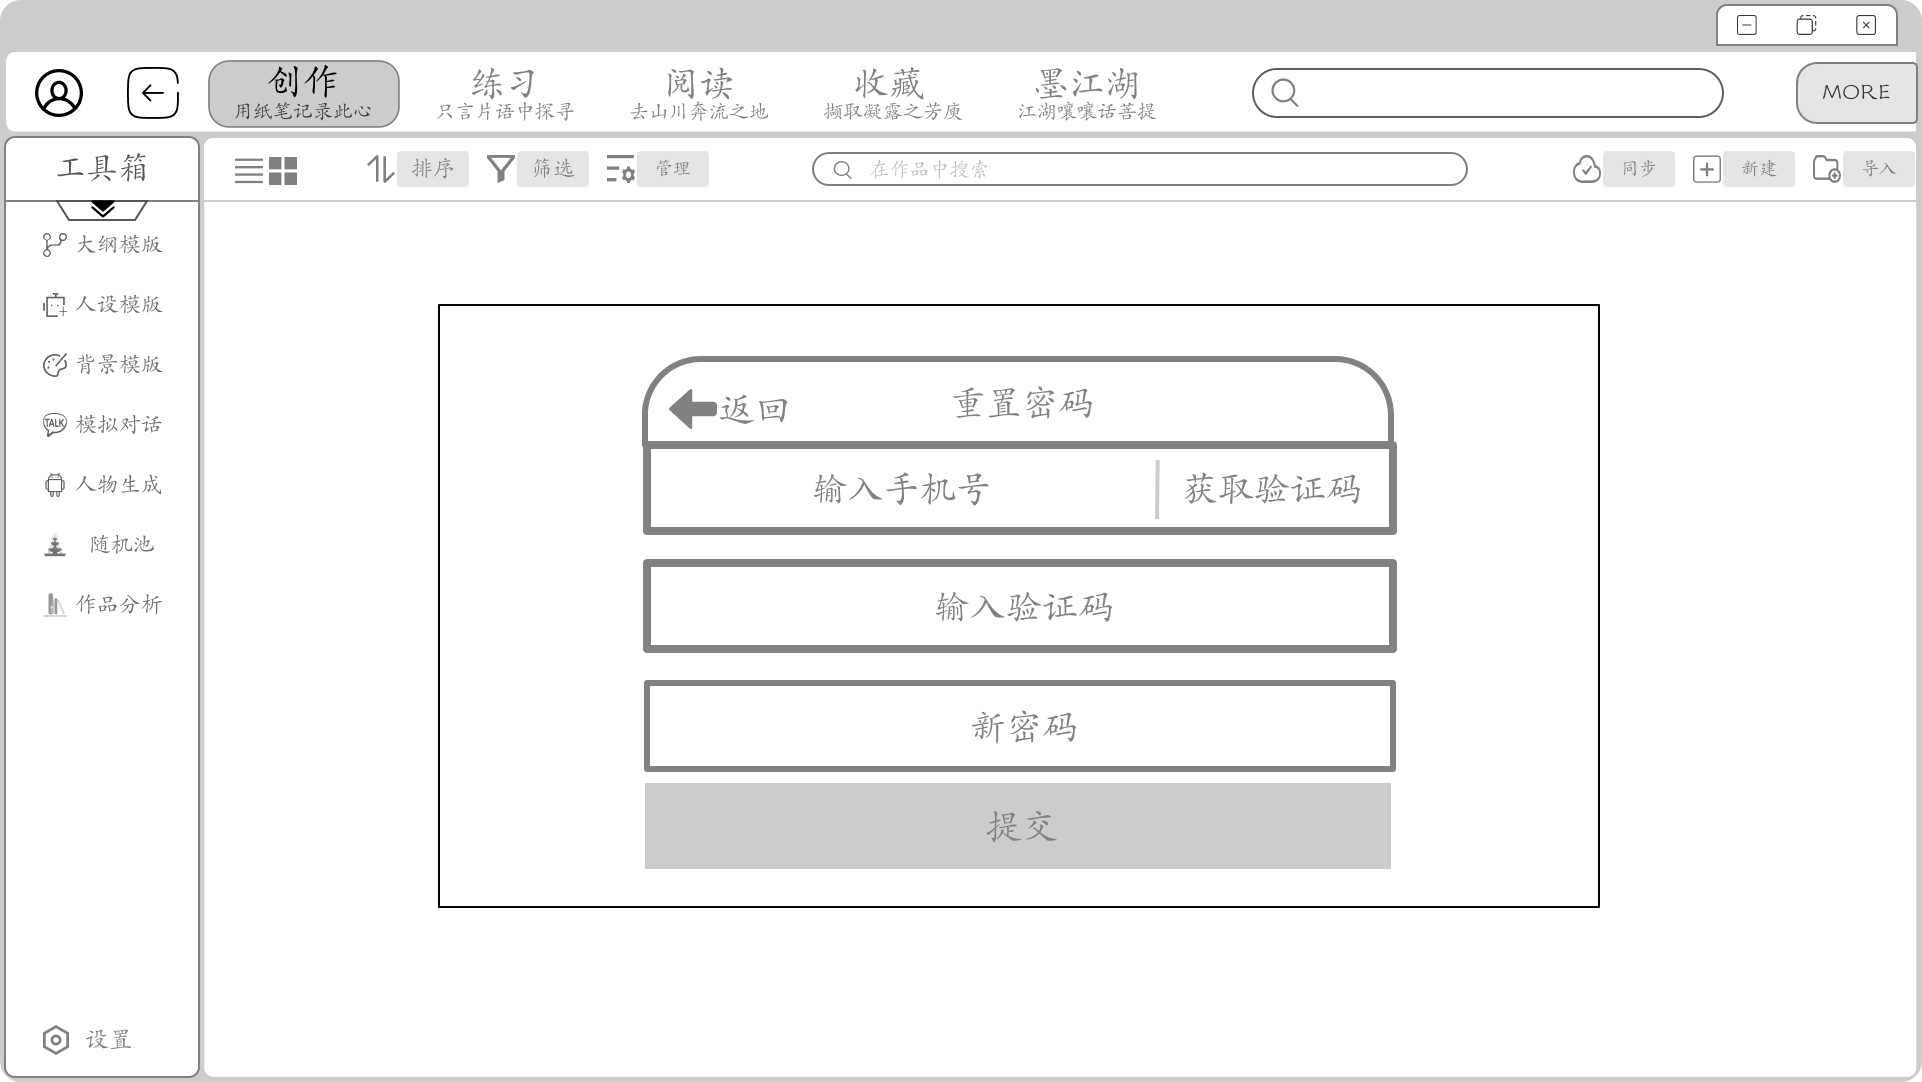 创作
用纸笔记录此心
练习
只言片语中探寻
阅读
去山川奔流之地
收藏
撷取凝露之芳庾
墨江湖
江湖嚷嚷话菩提
MORE
工具箱
排序
筛选
管理
在作品中搜索
同步
新建
导入
大纲模版
人设模版
背景模版
TALK 模拟对话
人物生成
随机池
作品分析
设置
返回
重置密码
输入手机号
获取验证码
输入验证码
新密码
提交